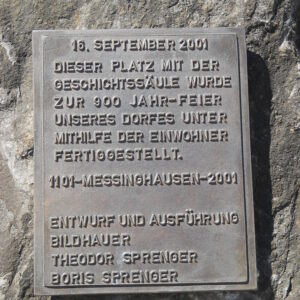 16. SEPTEMBER 2001
DIESER PLATZ MIT DER
GESCHICHTSSÄULE WURDE
ZUR 900 JAHR-FEIER
UNSERES DORFES UNTER
MITHILFE DER EINWOHNER
FERTIGGESTELLT.
1101-MESSINGHAUSEN-2001
ENTWURF UND AUSFÜHRUNG
BILDHAUER
THEODOR SPRENGER
BORIS SPRENGER